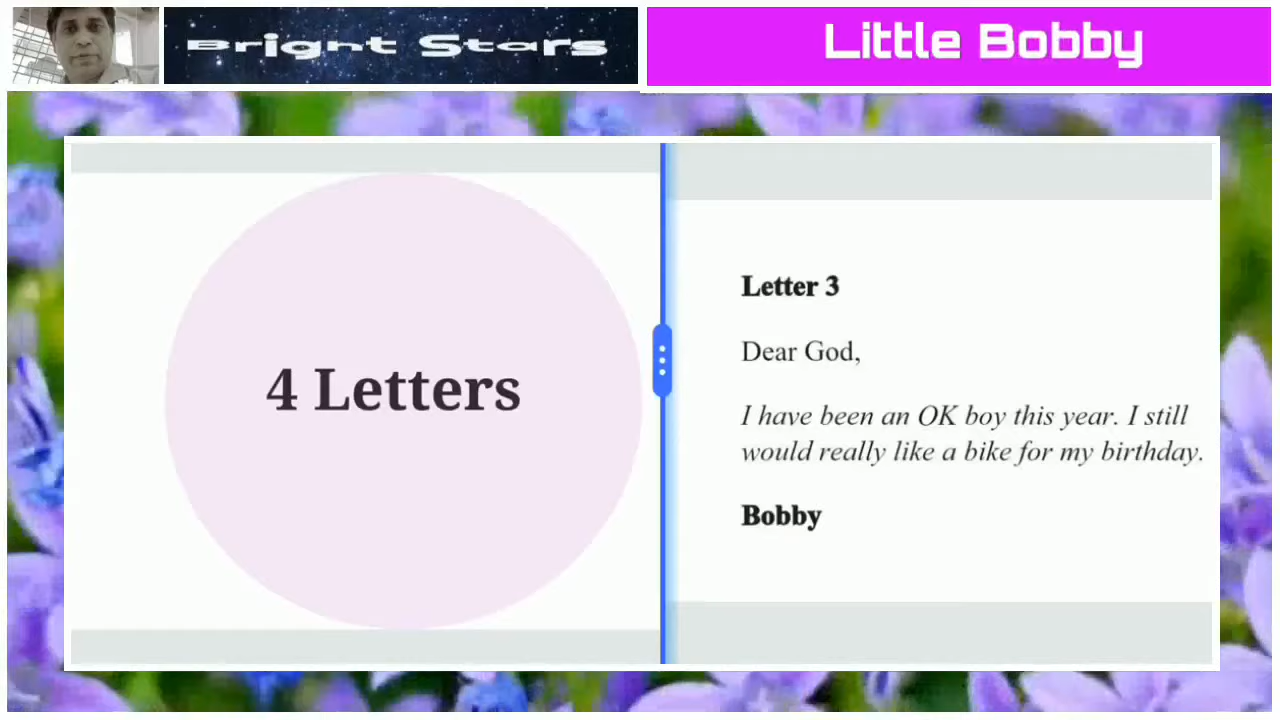 Bright Stars
Little Bobby
4 Letters
Letter 3
Dear God,
I have been an OK boy this year. I still
would really like a bike for my birthday.
Bobby